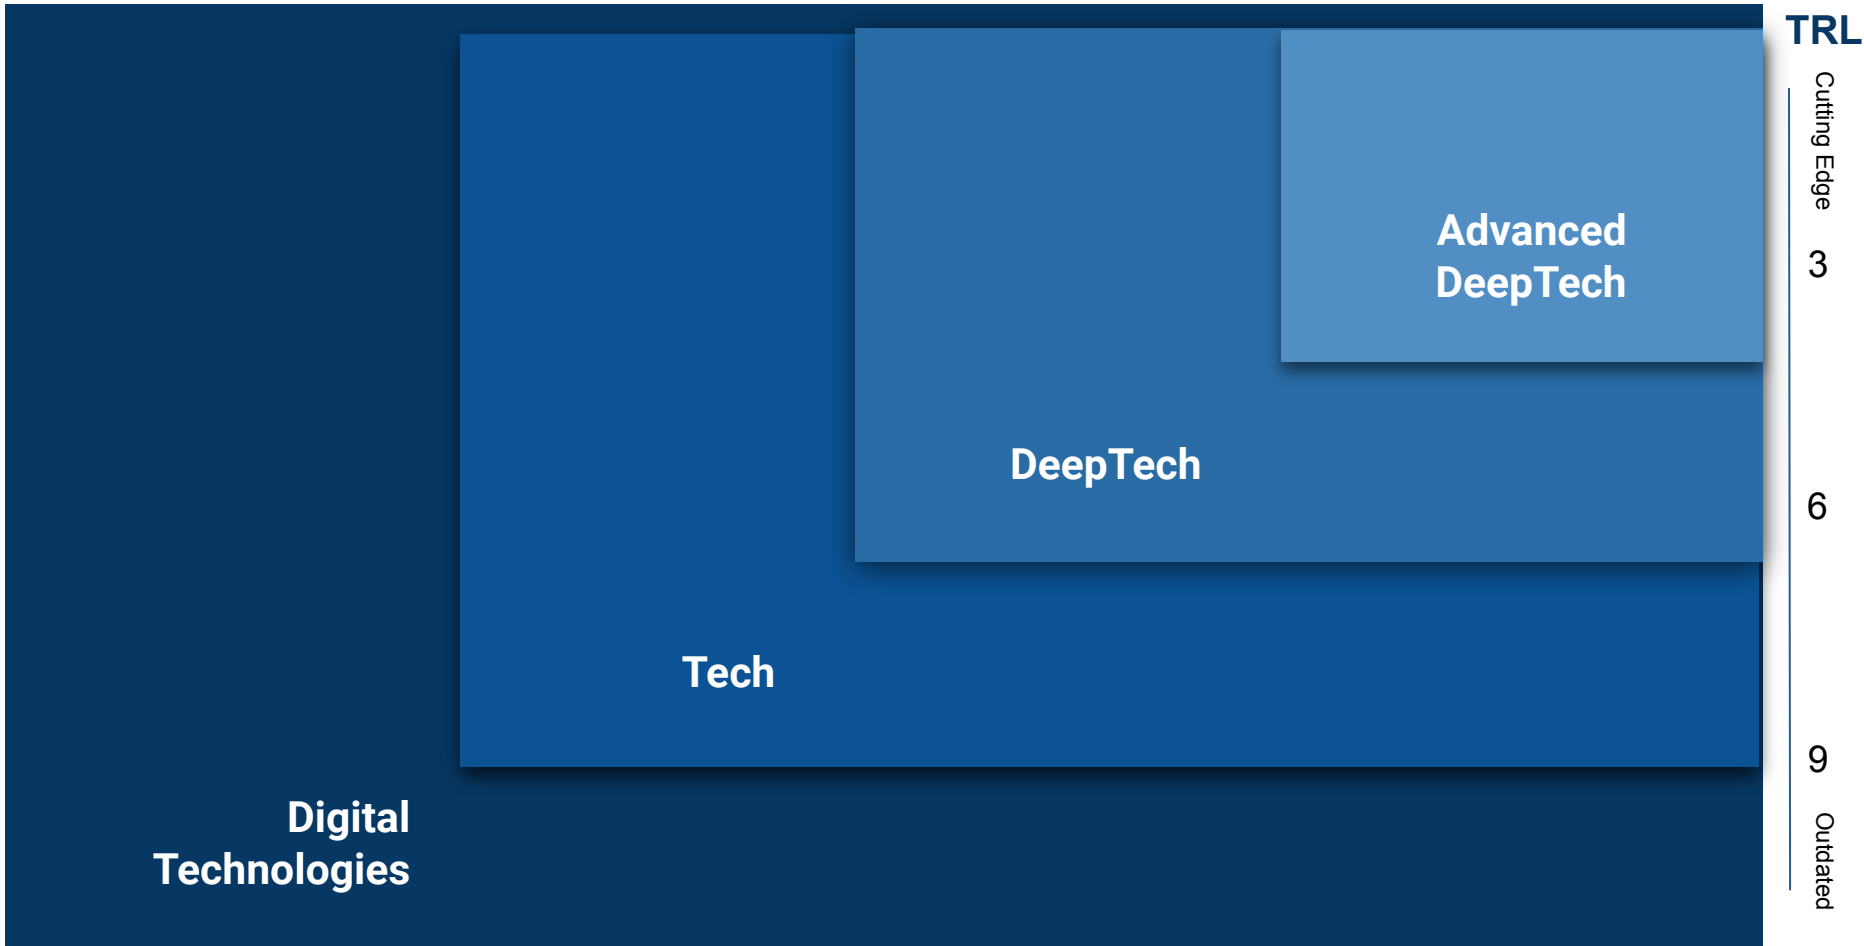 TRL
Cutting Edge
Advanced
DeepTech
3
DeepTech
6
Tech
9
Digital
Technologies
Outdated